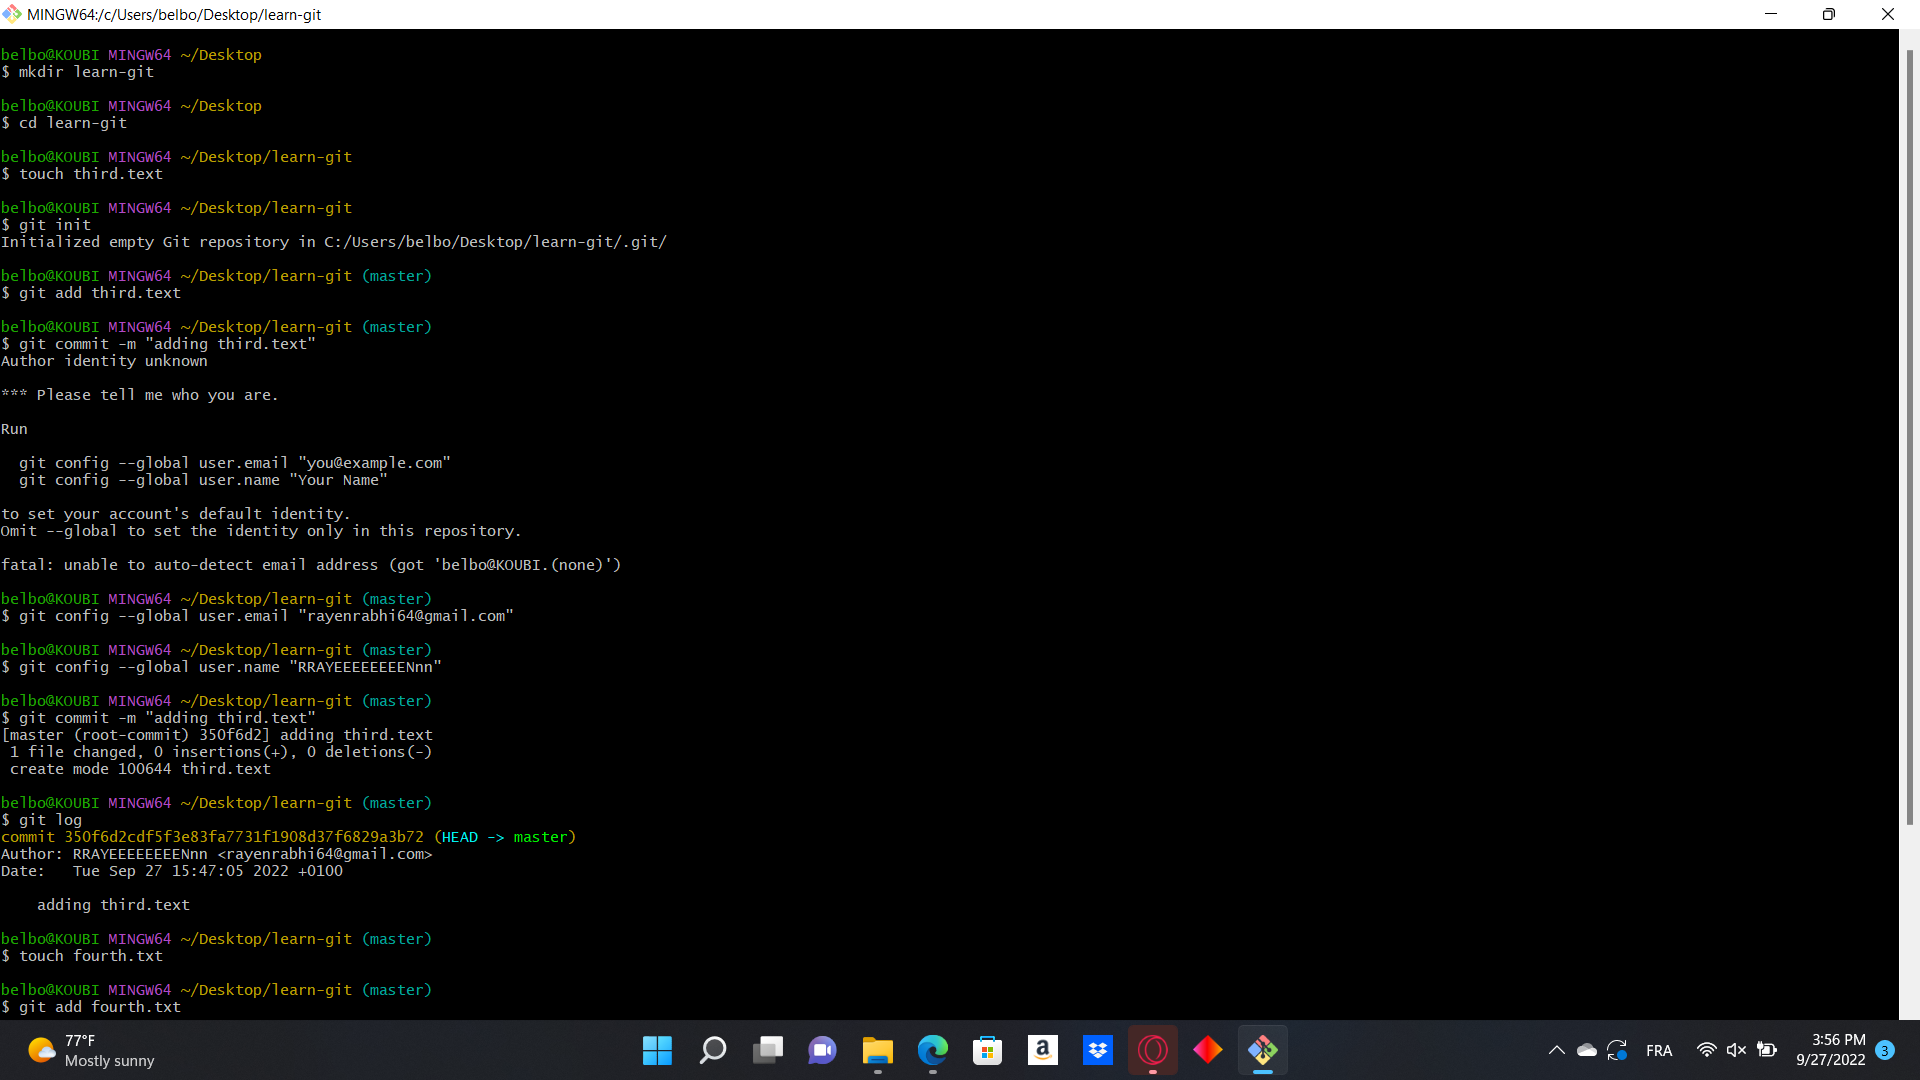 MINGW64:/c/Users/belbo/Desktop/learn-git
belbo@KOUBI MINGW64 ~/Desktop
$ mkdir learn-git
belbo@KOUBI MINGW64 ~/Desktop
$ cd learn-git
belbo@KOUBI MINGW64 ~/Desktop/learn-git
$ touch third.text
belbo@KOUBI MINGW64 ~/Desktop/learn-git
$ git init
Initialized empty Git repository in C:/Users/belbo/Desktop/learn-git/.git/
belbo@KOUBI MINGW64 ~/Desktop/learn-git (master)
$ git add third.text
belbo@KOUBI MINGW64 ~/Desktop/learn-git (master)
$ git commit -m "adding third.text"
Author identity unknown
*** Please tell me who you are.
Run
  git config --global user.email "you@example.com"
  git config --global user.name "Your Name"
to set your account's default identity.
Omit --global to set the identity only in this repository.
fatal: unable to auto-detect email address (got 'belbo@KOUBI.(none)')
belbo@KOUBI MINGW64 ~/Desktop/learn-git (master)
$ git config --global user.email "rayenrabhi64@gmail.com"
belbo@KOUBI MINGW64 ~/Desktop/learn-git (master)
$ git config --global user.name "RRAYEEEEEEEENnn"
belbo@KOUBI MINGW64 ~/Desktop/learn-git (master)
$ git commit -m "adding third.text"
[master (root-commit) 350f6d2] adding third.text
 1 file changed, 0 insertions(+), 0 deletions(-)
 create mode 100644 third.text
belbo@KOUBI MINGW64 ~/Desktop/learn-git (master)
$ git log
commit 350f6d2cdf5f3e83fa7731f1908d37f6829a3b72 (HEAD -> master)
Author: RRAYEEEEEEEENnn <rayenrabhi64@gmail.com>
Date:   Tue Sep 27 15:47:05 2022 +0100
    adding third.text
belbo@KOUBI MINGW64 ~/Desktop/learn-git (master)
$ touch fourth.txt
belbo@KOUBI MINGW64 ~/Desktop/learn-git (master)
$ git add fourth.txt
77°F
Mostly sunny
a
FRA
3:56 PM
9/27/2022
3